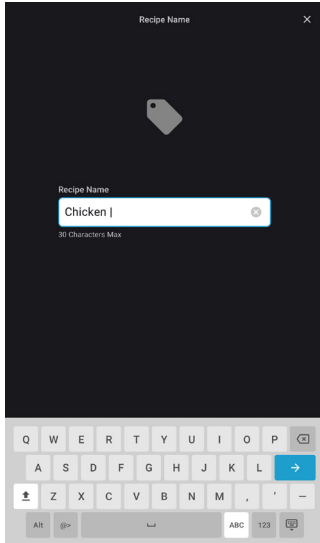 Recipe Name
Recipe Name
Chicken
30 Characters Max
Q W E R T Y U I O P
A S D F G H J K L
Z X C V B N M , ' –
Alt @> ABC 123